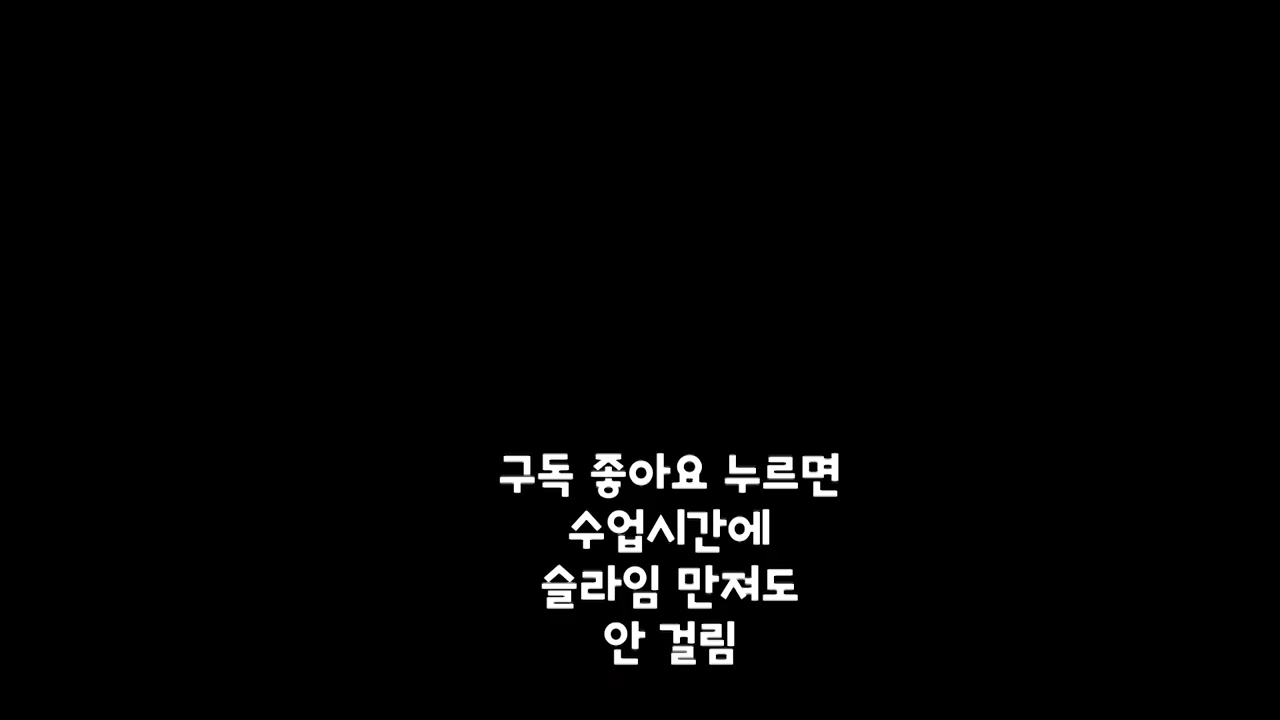 구독 좋아요 누르면
수업시간에
슬라임 만져도
안 걸림